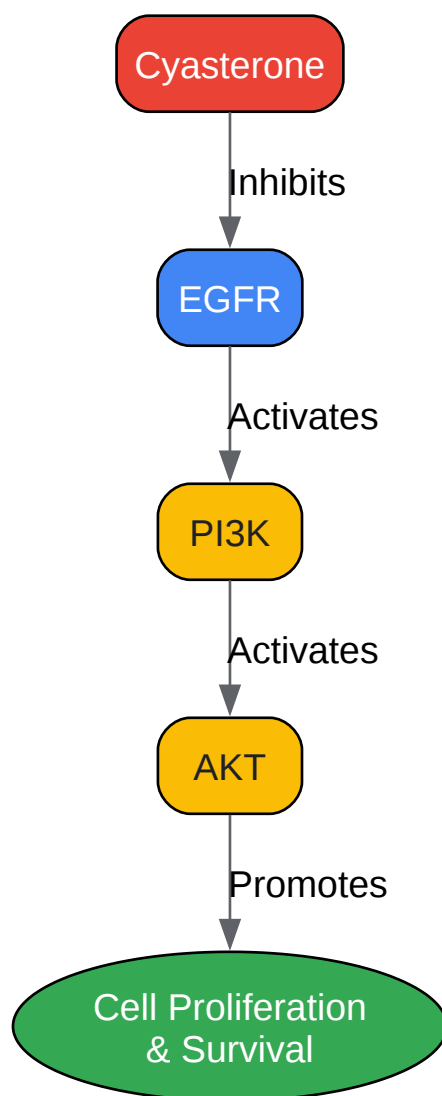 Cyasterone
Inhibits
EGFR
Activates
PI3K
Activates
AKT
Promotes
Cell Proliferation
& Survival